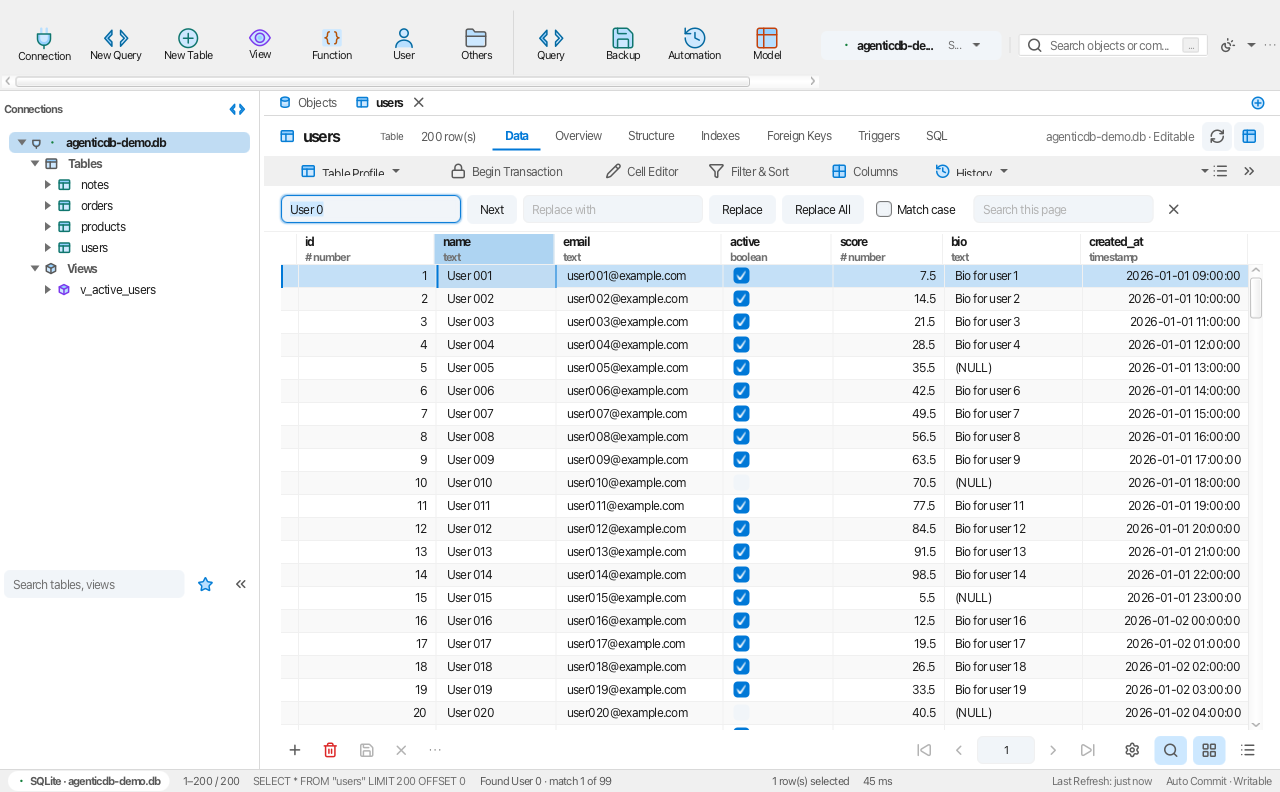 Connection New Query New Table View Function User Others Query Backup Automation Model
agenticdb-de... S... Search objects or com... ...
Connections
Objects users
agenticdb-demo.db
Tables
notes
orders
products
users
Views
v_active_users
Search tables, views
users Table 200 row(s) Data Overview Structure Indexes Foreign Keys Triggers SQL agenticdb-demo.db · Editable
Table Profile Begin Transaction Cell Editor Filter & Sort Columns History
User 0 Next Replace with Replace Replace All Match case Search this page
id name email active score bio created_at
# number text text boolean # number text timestamp
1 User 001 user001@example.com 7.5 Bio for user 1 2026-01-01 09:00:00
2 User 002 user002@example.com 14.5 Bio for user 2 2026-01-01 10:00:00
3 User 003 user003@example.com 21.5 Bio for user 3 2026-01-01 11:00:00
4 User 004 user004@example.com 28.5 Bio for user 4 2026-01-01 12:00:00
5 User 005 user005@example.com 35.5 (NULL) 2026-01-01 13:00:00
6 User 006 user006@example.com 42.5 Bio for user 6 2026-01-01 14:00:00
7 User 007 user007@example.com 49.5 Bio for user 7 2026-01-01 15:00:00
8 User 008 user008@example.com 56.5 Bio for user 8 2026-01-01 16:00:00
9 User 009 user009@example.com 63.5 Bio for user 9 2026-01-01 17:00:00
10 User 010 user010@example.com 70.5 (NULL) 2026-01-01 18:00:00
11 User 011 user011@example.com 77.5 Bio for user 11 2026-01-01 19:00:00
12 User 012 user012@example.com 84.5 Bio for user 12 2026-01-01 20:00:00
13 User 013 user013@example.com 91.5 Bio for user 13 2026-01-01 21:00:00
14 User 014 user014@example.com 98.5 Bio for user 14 2026-01-01 22:00:00
15 User 015 user015@example.com 5.5 (NULL) 2026-01-01 23:00:00
16 User 016 user016@example.com 12.5 Bio for user 16 2026-01-02 00:00:00
17 User 017 user017@example.com 19.5 Bio for user 17 2026-01-02 01:00:00
18 User 018 user018@example.com 26.5 Bio for user 18 2026-01-02 02:00:00
19 User 019 user019@example.com 33.5 Bio for user 19 2026-01-02 03:00:00
20 User 020 user020@example.com 40.5 (NULL) 2026-01-02 04:00:00
1
SQLite · agenticdb-demo.db 1–200 / 200 SELECT * FROM "users" LIMIT 200 OFFSET 0 Found User 0 · match 1 of 99 1 row(s) selected 45 ms Last Refresh: just now Auto Commit · Writable